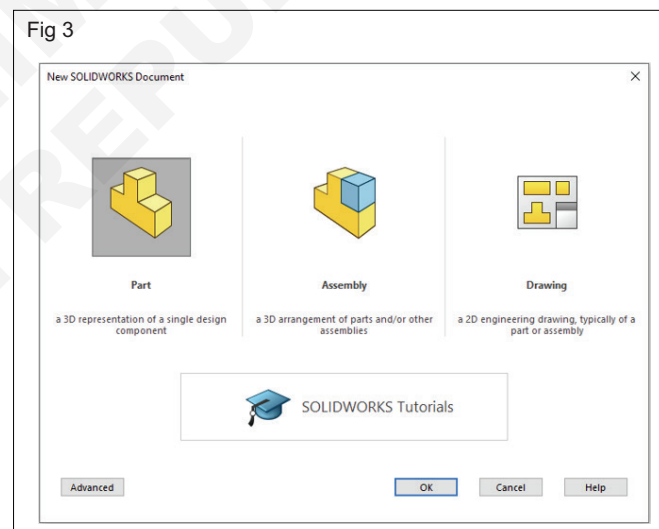 Fig 3
New SOLIDWORKS Document
Part
a 3D representation of a single design
component
Assembly
a 3D arrangement of parts and/or other
assemblies
Drawing
a 2D engineering drawing, typically of a
part or assembly
SOLIDWORKS Tutorials
Advanced
OK
Cancel
Help